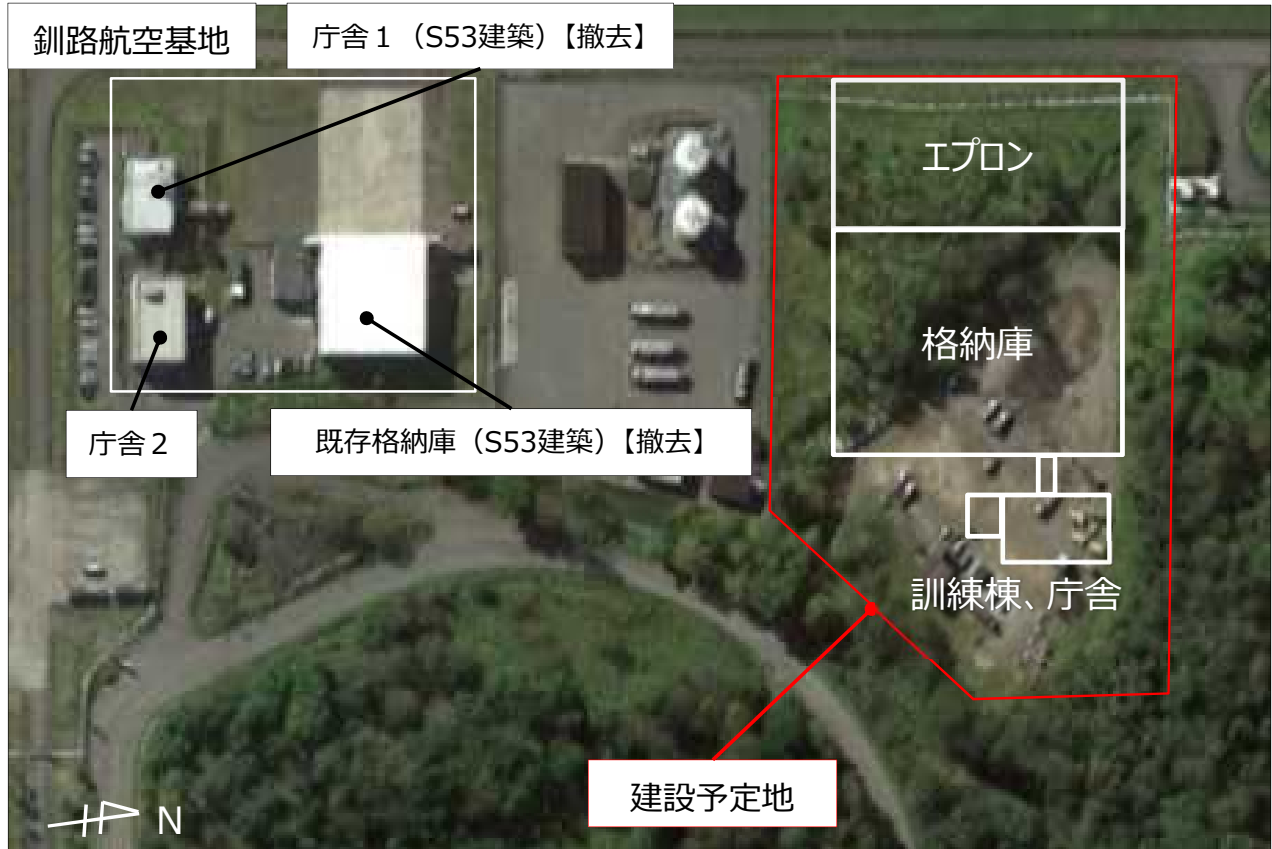 釧路航空基地
庁舎１（S53建築）【撤去】
エプロン
格納庫
庁舎２
既存格納庫（S53建築）【撤去】
訓練棟、庁舎
建設予定地
N